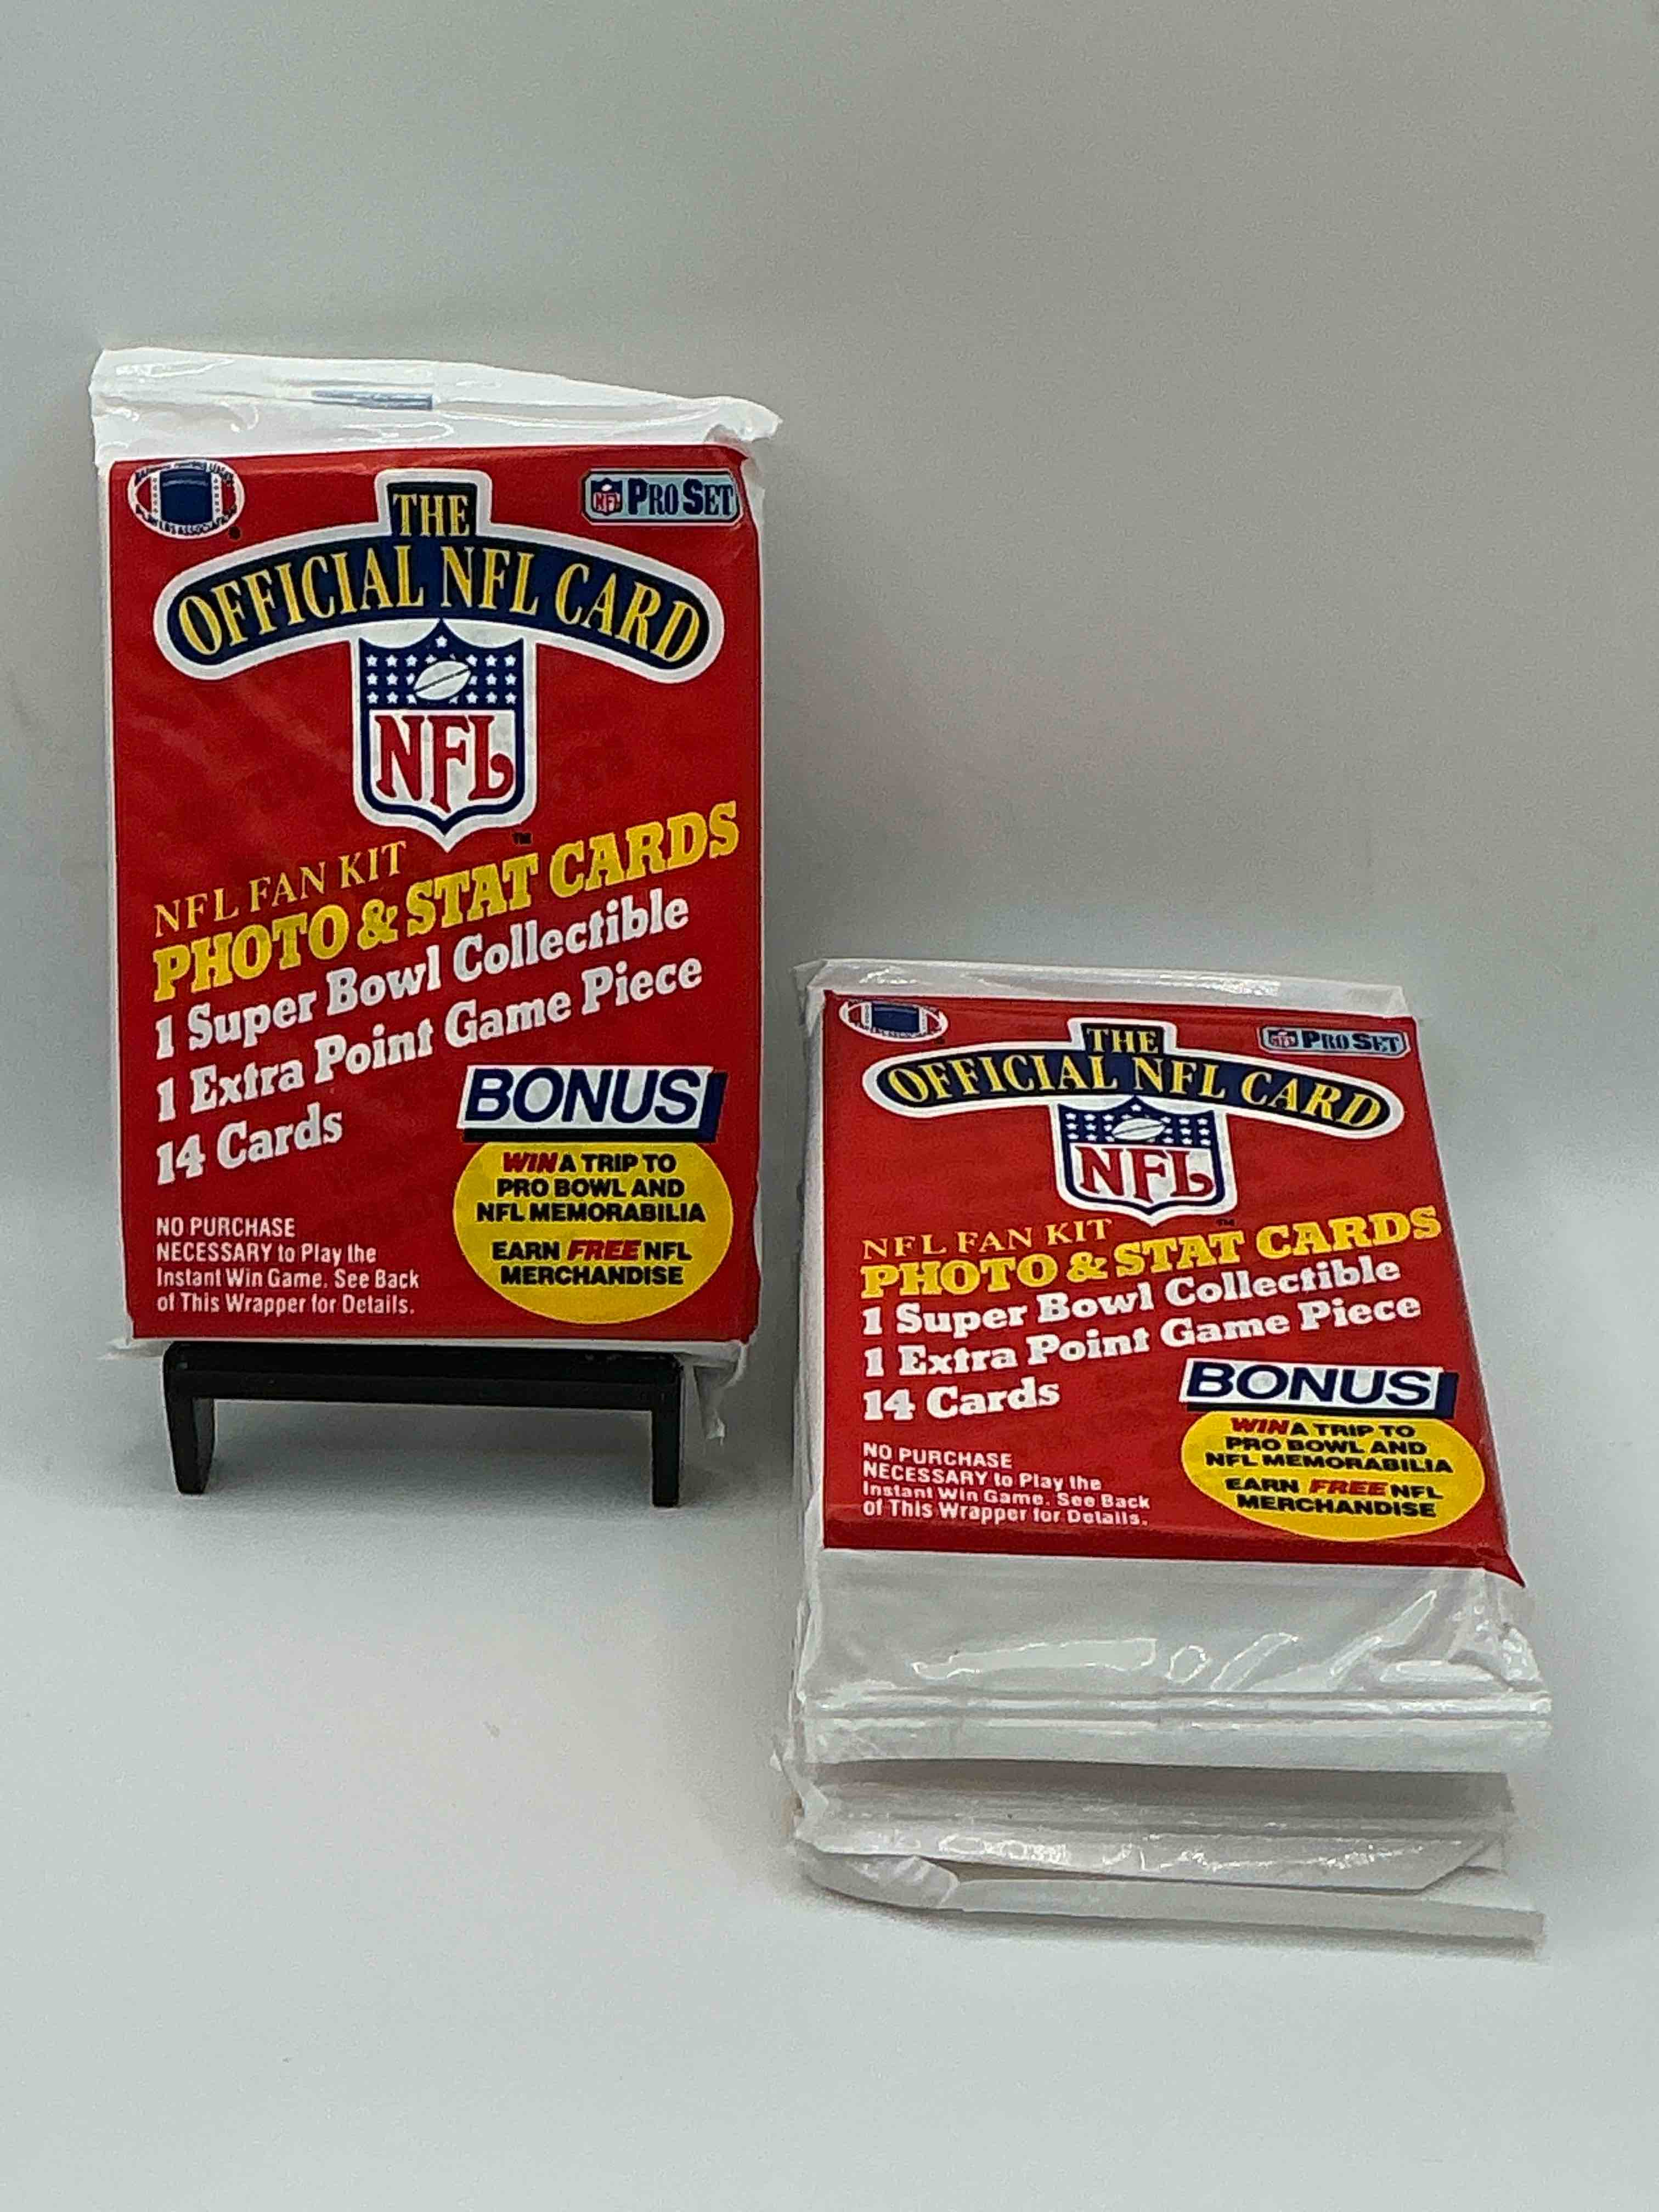 THE
PROSET
OFFICIAL NFL CARD
NFL
NFL FAN KIT
PHOTO & STAT CARDS
1 Super Bowl Collectible
1 Extra Point Game Piece
14 Cards
BONUS
WIN A TRIP TO
PRO BOWL AND
NFL MEMORABILIA
EARN FREE NFL
MERCHANDISE
NO PURCHASE
NECESSARY to Play the
Instant Win Game. See Back
of This Wrapper for Details.
THE
NFL PROSET
OFFICIAL NFL CARD
NFL
NFL FAN KIT
PHOTO & STAT CARDS
1 Super Bowl Collectible
1 Extra Point Game Piece
14 Cards
BONUS
WIN A TRIP TO
PRO BOWL AND
NFL MEMORABILIA
EARN FREE NFL
MERCHANDISE
NO PURCHASE
NECESSARY to Play the
Instant Win Game. See Back
of This Wrapper for Details.